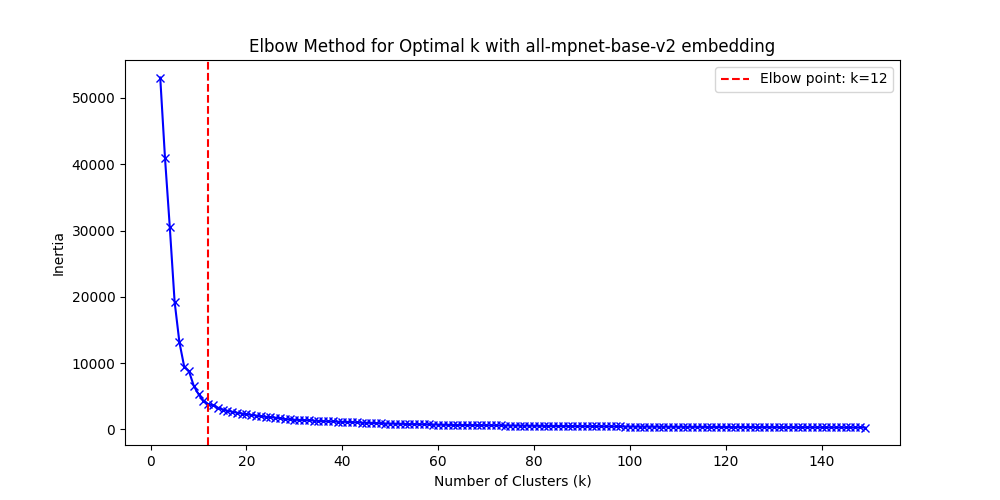 Elbow Method for Optimal k with all-mpnet-base-v2 embedding
Elbow point: k=12
Inertia
50000
40000
30000
20000
10000
0
0 20 40 60 80 100 120 140
Number of Clusters (k)